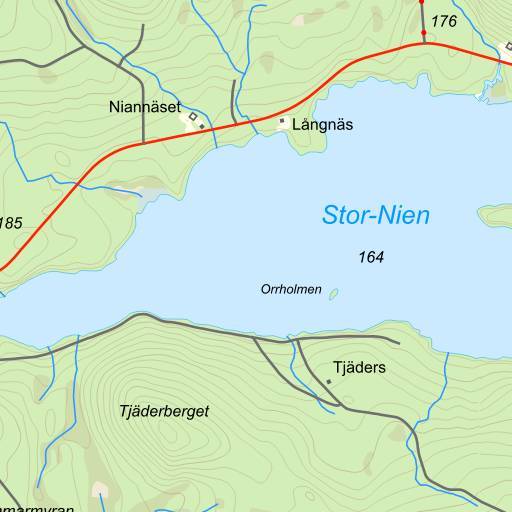 176
Niannäset
Långnäs
Stor-Nien
185
164
Orrholmen
Tjäders
Tjäderberget